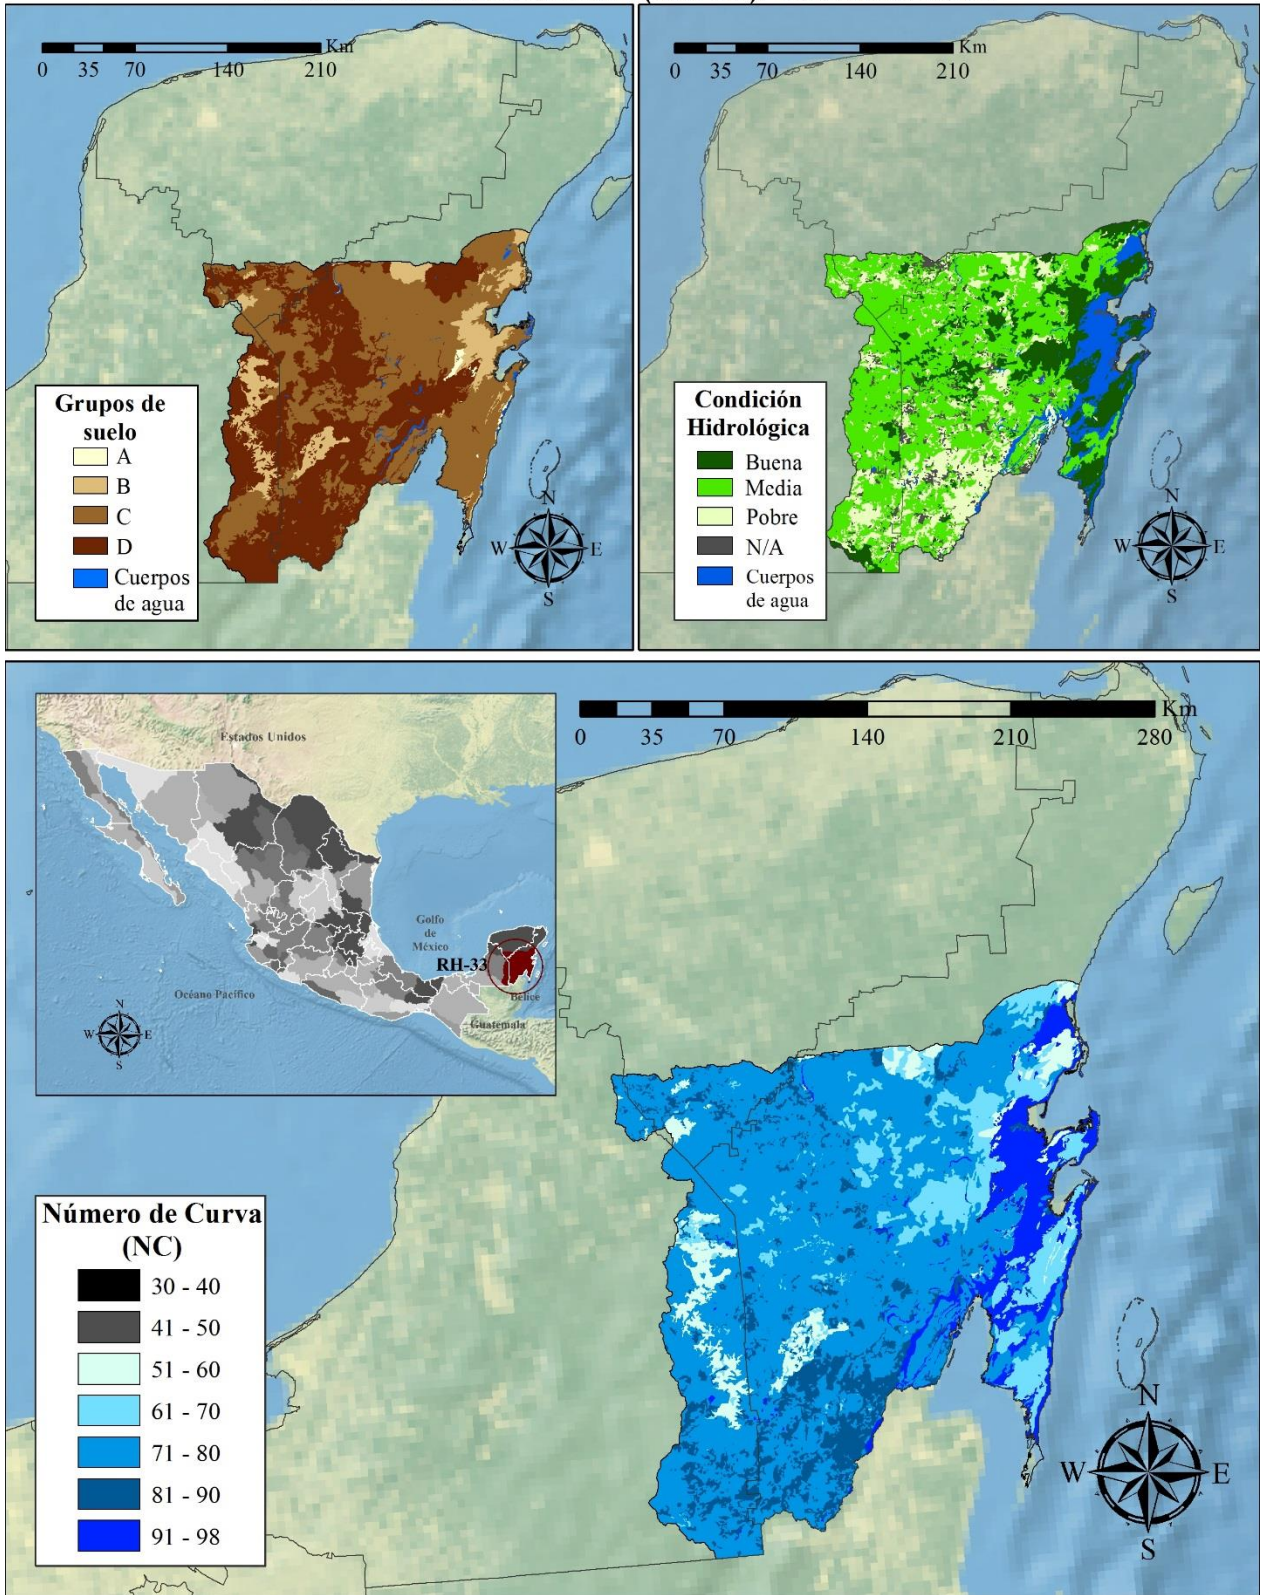 Km
0 35 70 140 210
Grupos de
suelo
A
B
C
D
Cuerpos
de agua
N
W E
S
Km
0 35 70 140 210
Condición
Hidrológica
Buena
Media
Pobre
N/A
Cuerpos
de agua
N
W E
S
Estados Unidos
Golfo
de
México
RH-33
Océano Pacífico
Belice
Guatemala
N
W E
S
Km
0 35 70 140 210 280
Número de Curva
(NC)
30 - 40
41 - 50
51 - 60
61 - 70
71 - 80
81 - 90
91 - 98
N
W E
S